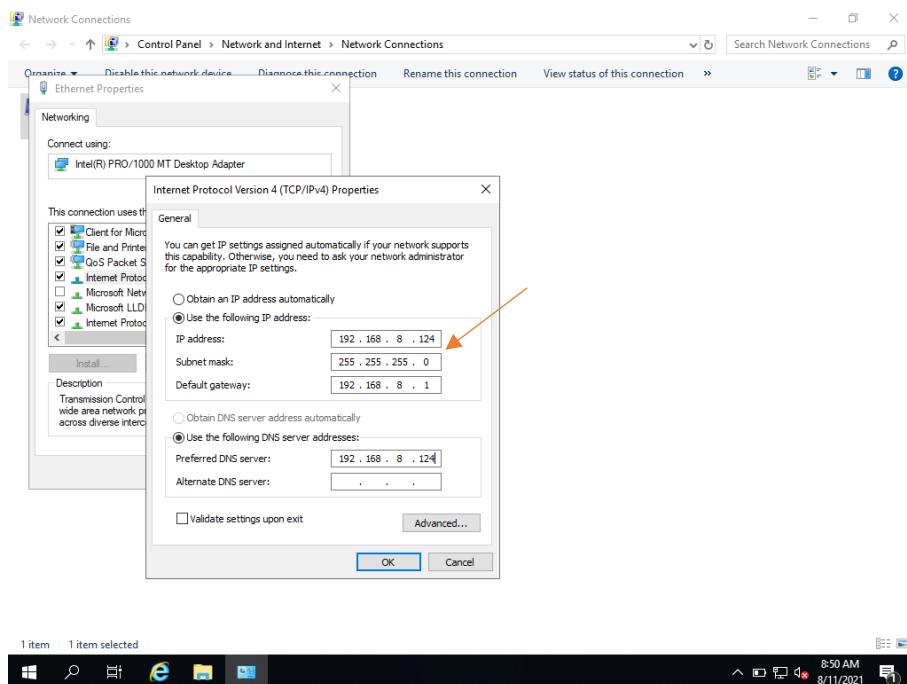 Network Connections
Control Panel > Network and Internet > Network Connections
Search Network Connections
Organize Disable this network device Diagnose this connection Rename this connection View status of this connection »
Ethernet Properties
Networking
Connect using:
Intel(R) PRO/1000 MT Desktop Adapter
This connection uses th
Client for Micro
File and Printe
QoS Packet S
Internet Protoc
Microsoft Netw
Microsoft LLDI
Internet Protoc
Install...
Description
Transmission Control
wide area network pr
across diverse interc
Internet Protocol Version 4 (TCP/IPv4) Properties
General
You can get IP settings assigned automatically if your network supports
this capability. Otherwise, you need to ask your network administrator
for the appropriate IP settings.
Obtain an IP address automatically
Use the following IP address:
IP address: 192 . 168 . 8 . 124
Subnet mask: 255 . 255 . 255 . 0
Default gateway: 192 . 168 . 8 . 1
Obtain DNS server address automatically
Use the following DNS server addresses:
Preferred DNS server: 192 . 168 . 8 . 124
Alternate DNS server: . . .
Validate settings upon exit
Advanced...
OK Cancel
1 item 1 item selected
8:50 AM
8/11/2021
1